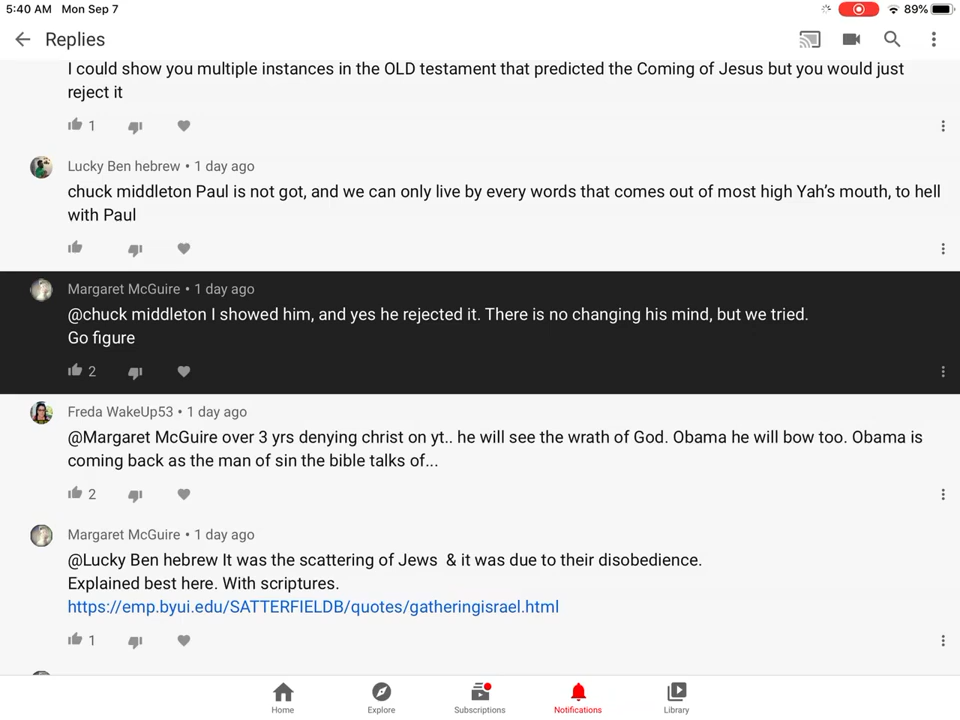 5:40 AM Mon Sep 7
89%
Replies
I could show you multiple instances in the OLD testament that predicted the Coming of Jesus but you would just
reject it
1
Lucky Ben hebrew • 1 day ago
chuck middleton Paul is not got, and we can only live by every words that comes out of most high Yah's mouth, to hell
with Paul
Margaret McGuire • 1 day ago
@chuck middleton I showed him, and yes he rejected it. There is no changing his mind, but we tried.
Go figure
2
Freda WakeUp53 • 1 day ago
@Margaret McGuire over 3 yrs denying christ on yt.. he will see the wrath of God. Obama he will bow too. Obama is
coming back as the man of sin the bible talks of...
2
Margaret McGuire • 1 day ago
@Lucky Ben hebrew It was the scattering of Jews & it was due to their disobedience.
Explained best here. With scriptures.
https://emp.byui.edu/SATTERFIELDB/quotes/gatheringisrael.html
1
Home Explore Subscriptions Notifications Library